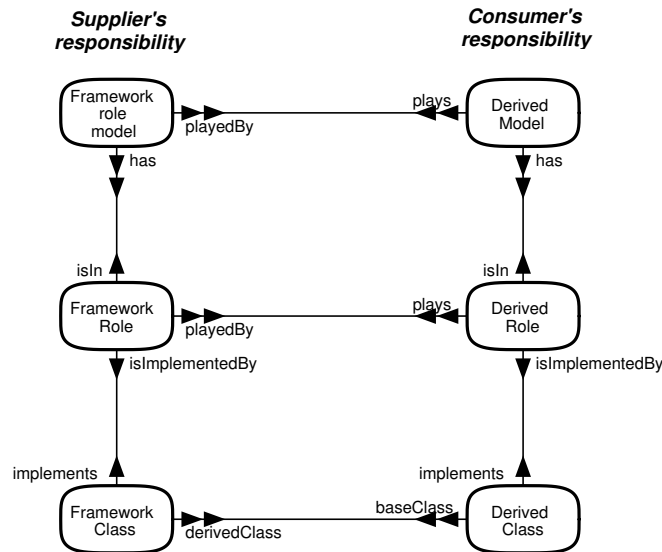 Supplier's
responsibility
Consumer's
responsibility
Framework
role
model
playedBy
plays
Derived
Model
has
has
isIn
isIn
Framework
Role
playedBy
plays
Derived
Role
isImplementedBy
isImplementedBy
implements
implements
Framework
Class
derivedClass
baseClass
Derived
Class